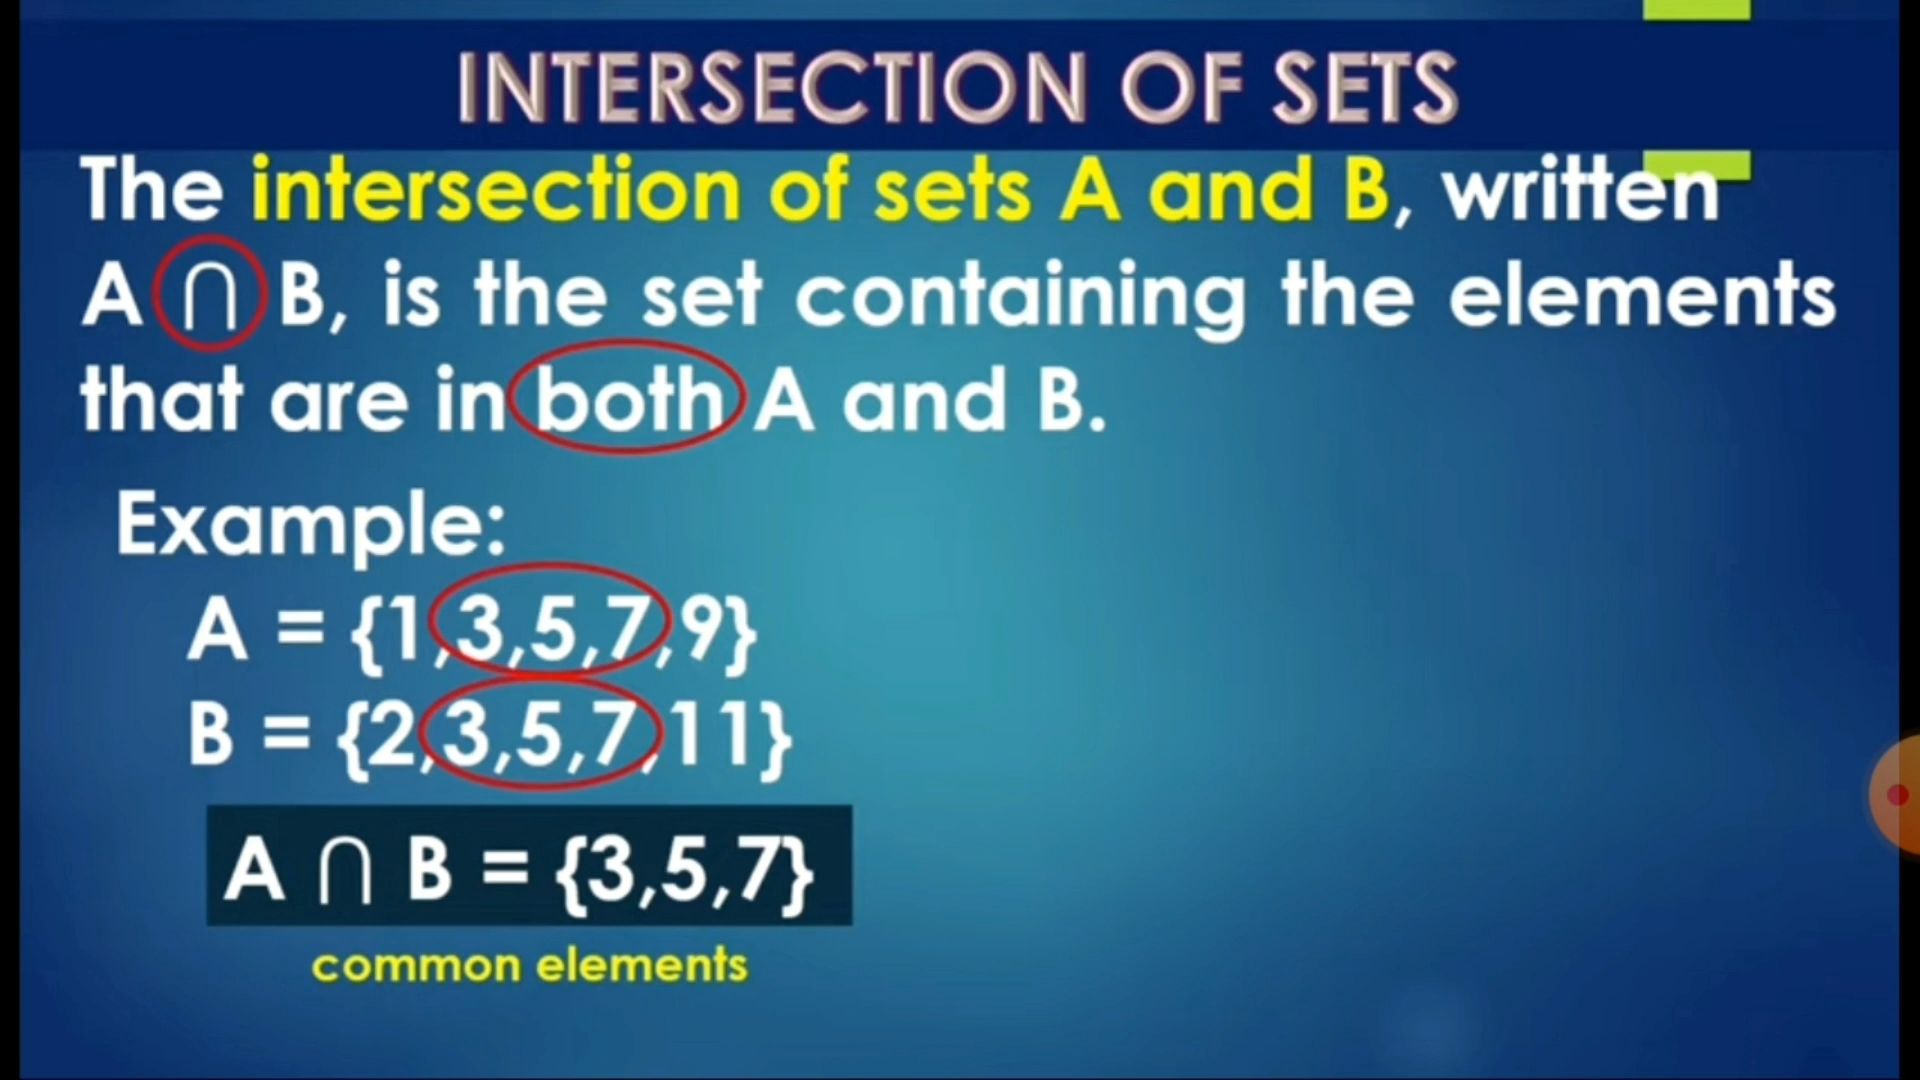 INTERSECTION OF SETS
The intersection of sets A and B, written
A ∩ B, is the set containing the elements
that are in both A and B.
Example:
A = {1,3,5,7,9}
B = {2,3,5,7,11}
A ∩ B = {3,5,7}
common elements